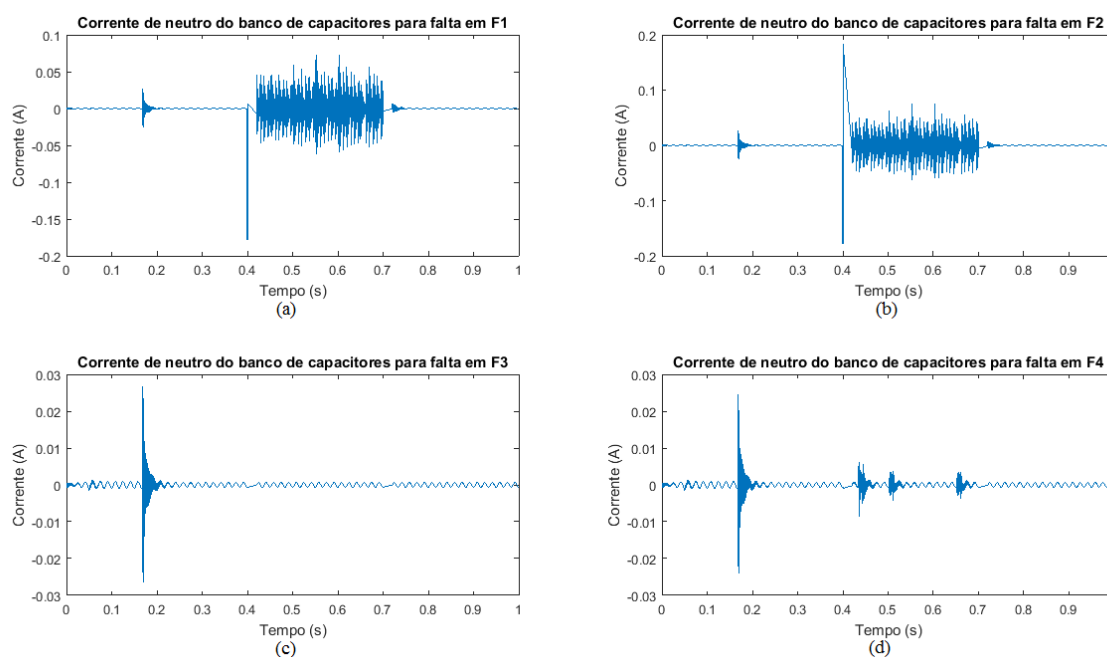 Corrente de neutro do banco de capacitores para falta em F1
Corrente (A)
0.1
0.05
0
-0.05
-0.1
-0.15
-0.2
0 0.1 0.2 0.3 0.4 0.5 0.6 0.7 0.8 0.9 1
Tempo (s)
(a)
Corrente de neutro do banco de capacitores para falta em F2
Corrente (A)
0.2
0.1
0
-0.1
-0.2
0 0.1 0.2 0.3 0.4 0.5 0.6 0.7 0.8 0.9
Tempo (s)
(b)
Corrente de neutro do banco de capacitores para falta em F3
Corrente (A)
0.03
0.02
0.01
0
-0.01
-0.02
-0.03
0 0.1 0.2 0.3 0.4 0.5 0.6 0.7 0.8 0.9 1
Tempo (s)
(c)
Corrente de neutro do banco de capacitores para falta em F4
Corrente (A)
0.03
0.02
0.01
0
-0.01
-0.02
-0.03
0 0.1 0.2 0.3 0.4 0.5 0.6 0.7 0.8 0.9
Tempo (s)
(d)